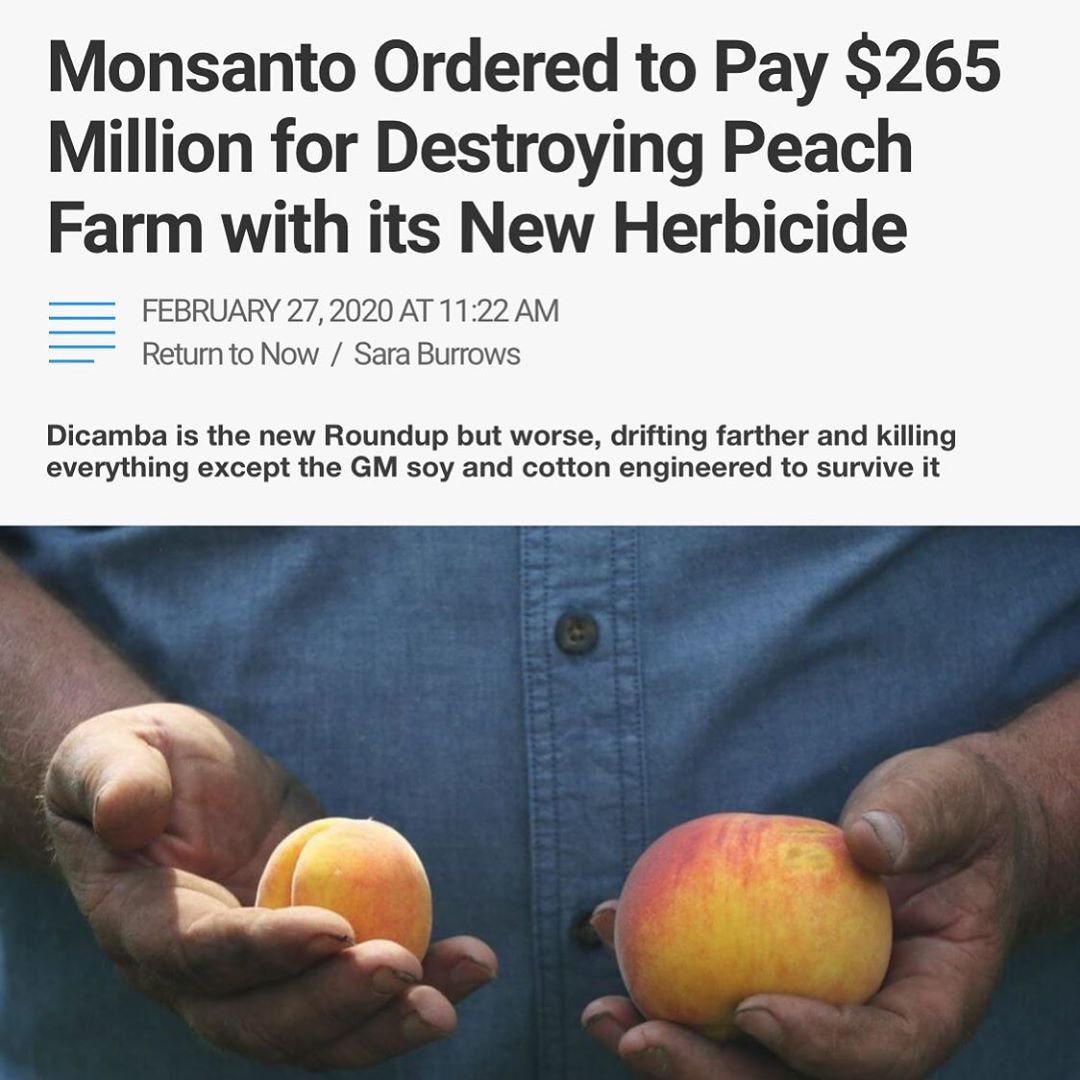 Monsanto Ordered to Pay $265
Million for Destroying Peach
Farm with its New Herbicide
FEBRUARY 27, 2020 AT 11:22 AM
Return to Now / Sara Burrows
Dicamba is the new Roundup but worse, drifting farther and killing
everything except the GM soy and cotton engineered to survive it